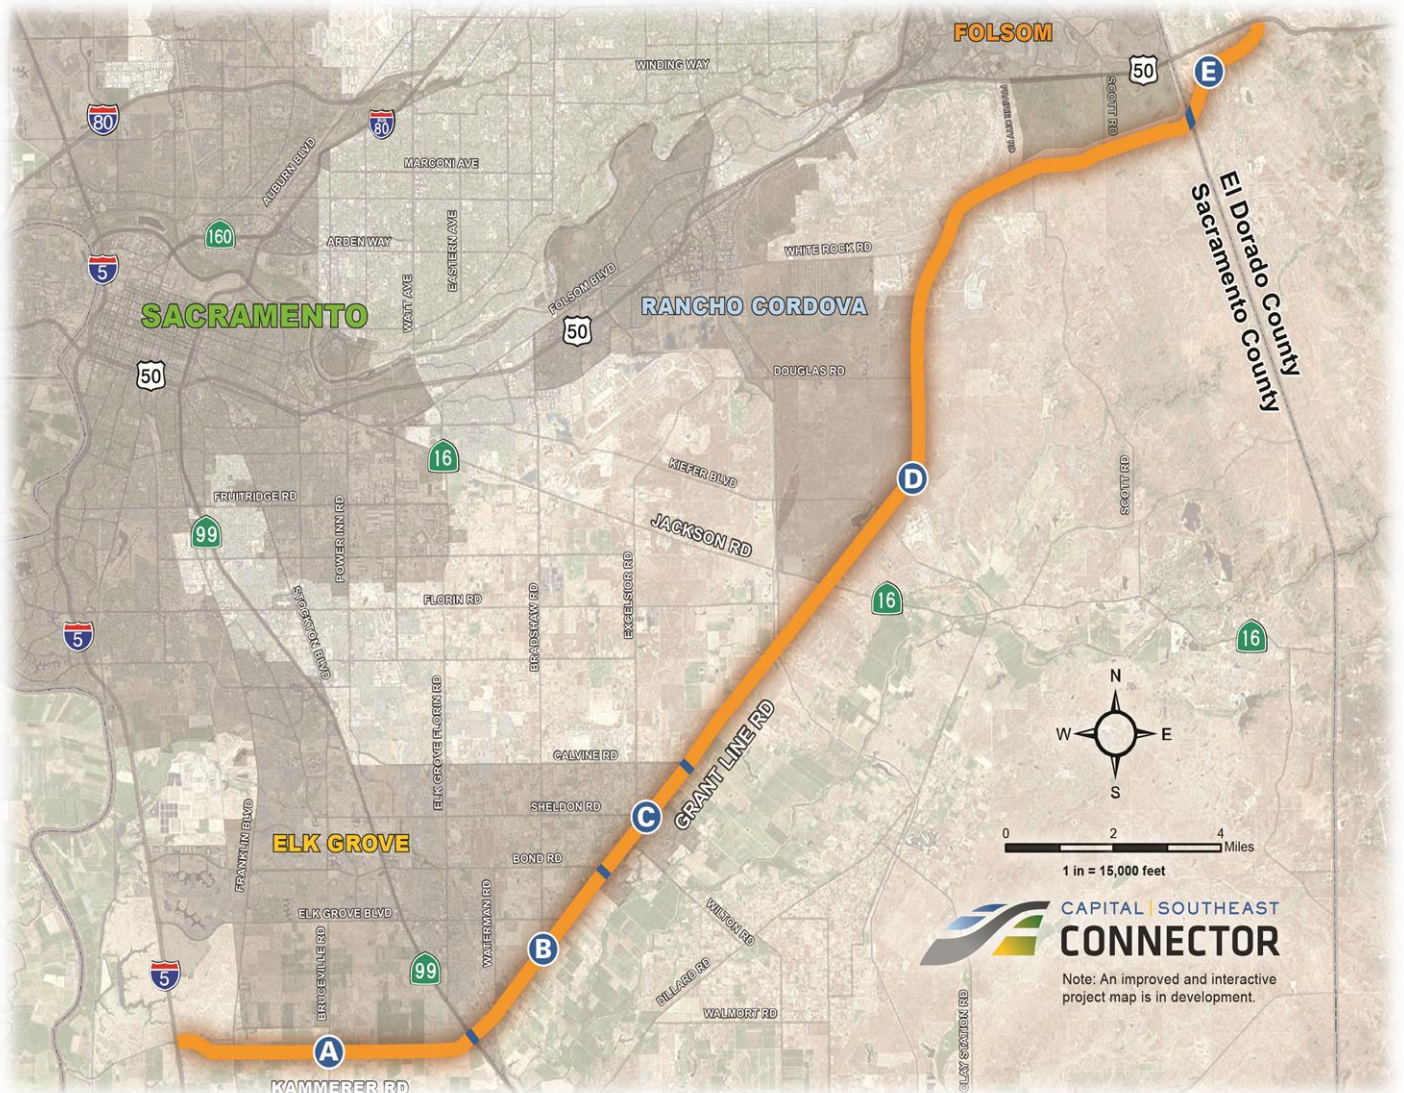 FOLSOM
50
E
WINDING WAY
80
BUS
80
SCOTT RD
PRAIRIE CITY RD
AUBURN BLVD
MARCONI AVE
El Dorado County
Sacramento County
160
ARDEN WAY
EASTERN AVE
WHITE ROCK RD
5
WATT AVE
FOLSOM BLVD
SACRAMENTO
RANCHO CORDOVA
50
50
DOUGLAS RD
16
KIEFER BLVD
D
SCOTT RD
FRUITRIDGE RD
99
POWER INN RD
JACKSON RD
STOCKTON BLVD
FLORIN RD
BRADSHAW RD
EXCELSIOR RD
16
5
16
N
W
E
S
ELK GROVE FLORIN RD
CALVINE RD
GRANT LINE RD
SHELDON RD
C
FRANKLIN BLVD
ELK GROVE
BOND RD
0
2
4
Miles
1 in = 15,000 feet
ELK GROVE BLVD
WATERMAN RD
WILTON RD
CAPITAL | SOUTHEAST
CONNECTOR
Note: An improved and interactive
project map is in development.
BRUCEVILLE RD
B
5
99
DILLARD RD
WALMORT RD
CLAY STATION RD
A
KAMMERER RD